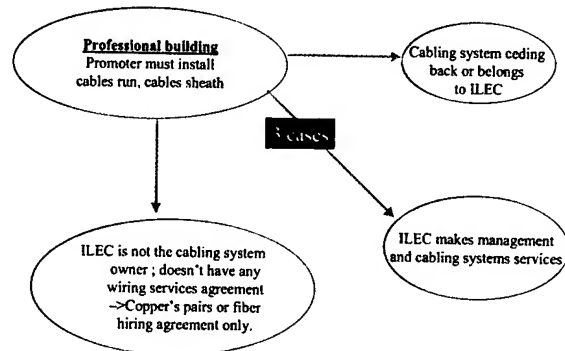 Professional building
Promoter must install
cables run, cables sheath
Cabling system ceding
back or belongs
to ILEC
3 cases
ILEC is not the cabling system
owner ; doesn't have any
wiring services agreement
->Copper's pairs or fiber
hiring agreement only.
ILEC makes management
and cabling systems services